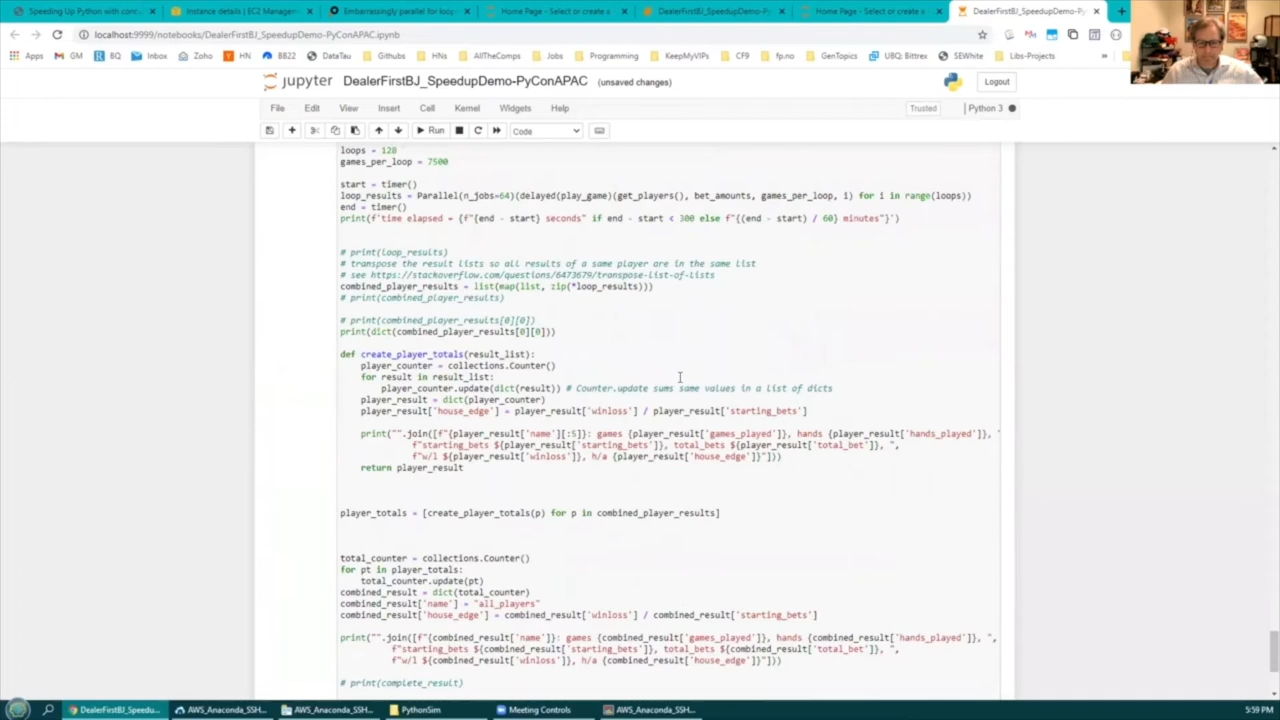 Speeding Up Python with conc
Instance details | EC2 Manage
Embarrassingly parallel for loop
Home Page - Select or create a
DealerFirstBJ_SpeedupDemo-P
Home Page - Select or create a
DealerFirstBJ_SpeedupDemo-Py
localhost:9999/notebooks/DealerFirstBJ_SpeedupDemo-PyConAPAC.ipynb
Apps GM BQ Inbox Zoho HN BB22 DataTau Githubs HNs AllTheComps Jobs Programming KeepMyVIPs CF9 fp.no GenTopics UBQ: Bittrex SEWhite Libs-Projects
jupyter DealerFirstBJ_SpeedupDemo-PyConAPAC (unsaved changes) Logout
File Edit View Insert Cell Kernel Widgets Help Trusted Python 3
Run Code
loops = 128
games_per_loop = 7500
start = timer()
loop_results = Parallel(n_jobs=64)(delayed(play_game)(get_players(), bet_amounts, games_per_loop, i) for i in range(loops))
end = timer()
print(f'time elapsed = {f"{end - start} seconds" if end - start < 300 else f"{(end - start) / 60} minutes"}')
# print(loop_results)
# transpose the result lists so all results of a same player are in the same list
# see https://stackoverflow.com/questions/6473679/transpose-list-of-lists
combined_player_results = list(map(list, zip(*loop_results)))
# print(combined_player_results)
# print(combined_player_results[0][0])
print(dict(combined_player_results[0][0]))
def create_player_totals(result_list):
player_counter = collections.Counter()
for result in result_list:
player_counter.update(dict(result)) # Counter.update sums same values in a list of dicts
player_result = dict(player_counter)
player_result['house_edge'] = player_result['winloss'] / player_result['starting_bets']
print("".join([f"{player_result['name'][:5]}: games {player_result['games_played']}, hands {player_result['hands_played']}, "
f"starting_bets ${player_result['starting_bets']}, total_bets ${player_result['total_bet']}, ",
f"w/l ${player_result['winloss']}, h/a {player_result['house_edge']}"]))
return player_result
player_totals = [create_player_totals(p) for p in combined_player_results]
total_counter = collections.Counter()
for pt in player_totals:
total_counter.update(pt)
combined_result = dict(total_counter)
combined_result['name'] = "all_players"
combined_result['house_edge'] = combined_result['winloss'] / combined_result['starting_bets']
print("".join([f"{combined_result['name']}: games {combined_result['games_played']}, hands {combined_result['hands_played']}, ",
f"starting_bets ${combined_result['starting_bets']}, total_bets ${combined_result['total_bet']}, ",
f"w/l ${combined_result['winloss']}, h/a {combined_result['house_edge']}"]))
# print(complete_result)
DealerFirstBJ_Speedu... AWS_Anaconda_SSH... AWS_Anaconda_SSH... PythonSim Meeting Controls AWS_Anaconda_SSH... 5:59 PM